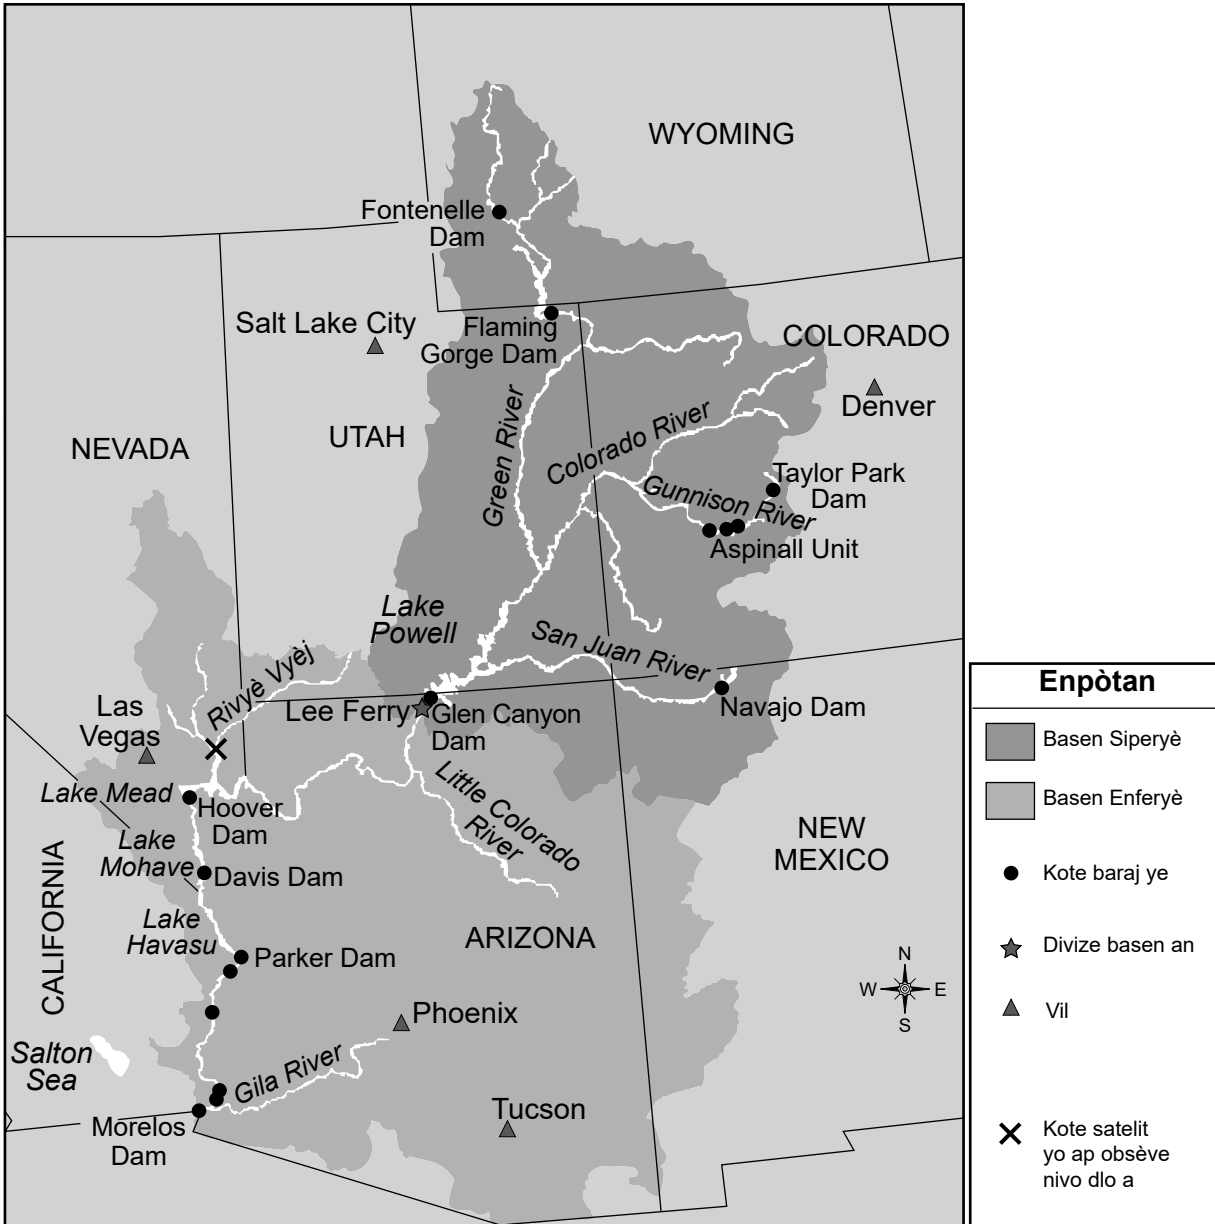 WYOMING
Fontenelle
Dam
Salt Lake City
Flaming
Gorge Dam
COLORADO
Denver
NEVADA
UTAH
Green River
Colorado River
Gunnison River
Taylor Park
Dam
Aspinall Unit
Lake
Powell
San Juan River
Navajo Dam
Rivyè Vyèj
Las
Vegas
Lee Ferry
Glen Canyon
Dam
Lake Mead
Hoover
Dam
Little Colorado
River
Lake
Mohave
Davis Dam
NEW
MEXICO
CALIFORNIA
Lake
Havasu
Parker Dam
ARIZONA
Phoenix
Salton
Sea
Gila River
Tucson
Morelos
Dam
N
W
E
S
Enpòtan
Basen Siperyè
Basen Enferyè
Kote baraj ye
Divize basen an
Vil
Kote satelit
yo ap obsève
nivo dlo a